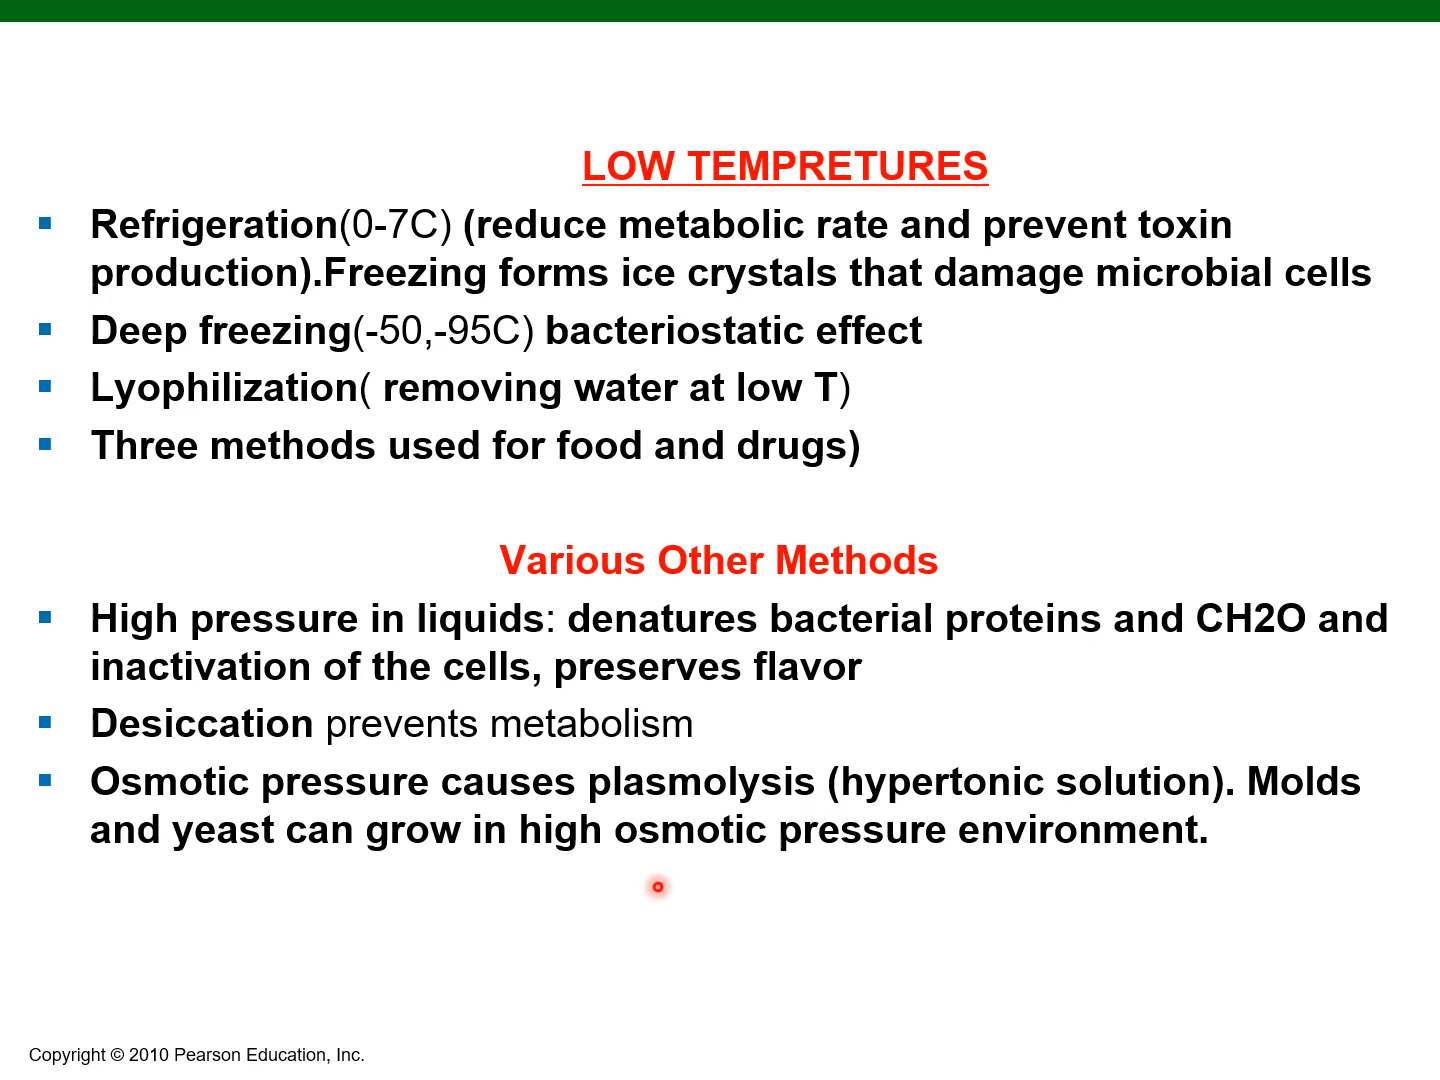 LOW TEMPRETURES
Refrigeration(0-7C) (reduce metabolic rate and prevent toxin
production).Freezing forms ice crystals that damage microbial cells
Deep freezing(-50,-95C) bacteriostatic effect
Lyophilization( removing water at low T)
Three methods used for food and drugs)
Various Other Methods
High pressure in liquids: denatures bacterial proteins and CH2O and
inactivation of the cells, preserves flavor
Desiccation prevents metabolism
Osmotic pressure causes plasmolysis (hypertonic solution). Molds
and yeast can grow in high osmotic pressure environment.
Copyright © 2010 Pearson Education, Inc.